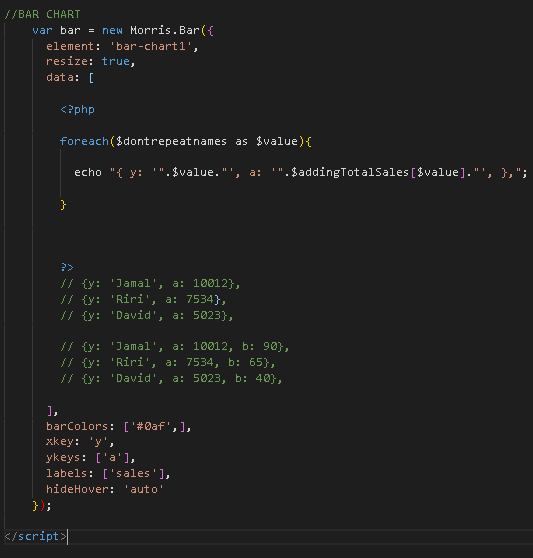 //BAR CHART
var bar = new Morris.Bar({
element: 'bar-chart1',
resize: true,
data: [
<?php
foreach($dontrepeatnames as $value){
echo "{ y: '".$value."', a: '".$addingTotalSales[$value]."', },";
}
?>
// {y: 'Jamal', a: 10012},
// {y: 'Riri', a: 7534},
// {y: 'David', a: 5023},
// {y: 'Jamal', a: 10012, b: 90},
// {y: 'Riri', a: 7534, b: 65},
// {y: 'David', a: 5023, b: 40},
],
barColors: ['#0af',],
xkey: 'y',
ykeys: ['a'],
labels: ['sales'],
hideHover: 'auto'
});
</script>